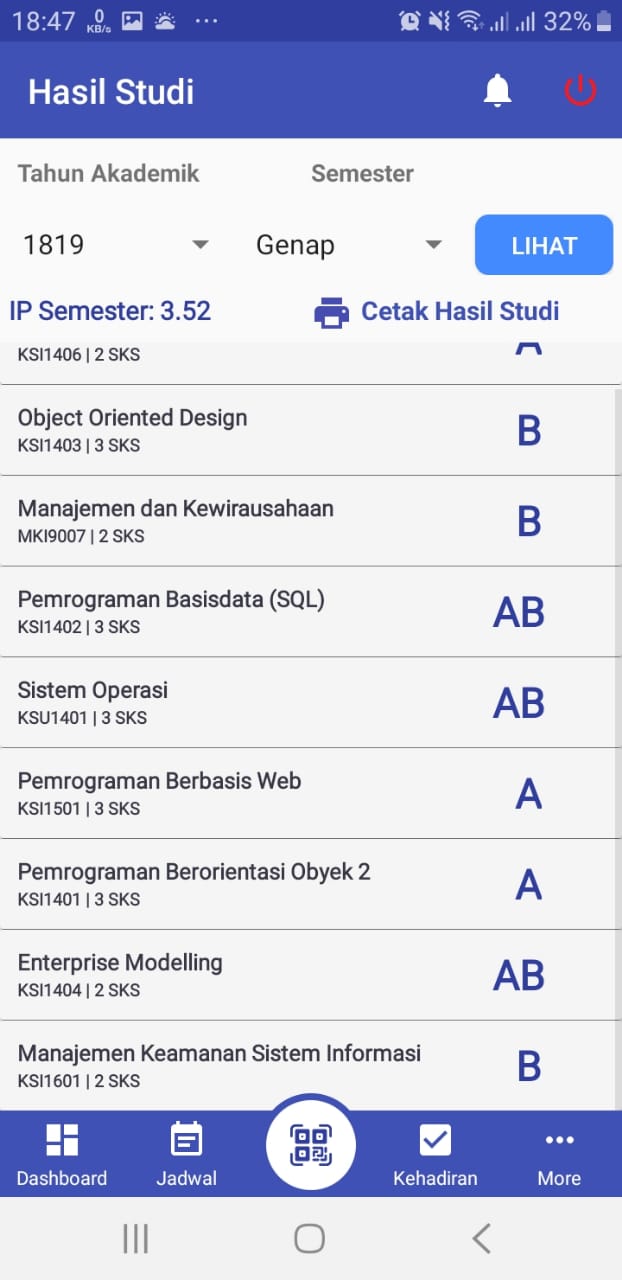 18:47 0 KB/s 32%
Hasil Studi
Tahun Akademik Semester
1819 Genap LIHAT
IP Semester: 3.52 Cetak Hasil Studi
KSI1406 | 2 SKS A
Object Oriented Design
KSI1403 | 3 SKS B
Manajemen dan Kewirausahaan
MKI9007 | 2 SKS B
Pemrograman Basisdata (SQL)
KSI1402 | 3 SKS AB
Sistem Operasi
KSU1401 | 3 SKS AB
Pemrograman Berbasis Web
KSI1501 | 3 SKS A
Pemrograman Berorientasi Obyek 2
KSI1401 | 3 SKS A
Enterprise Modelling
KSI1404 | 2 SKS AB
Manajemen Keamanan Sistem Informasi
KSI1601 | 2 SKS B
Dashboard Jadwal Kehadiran More